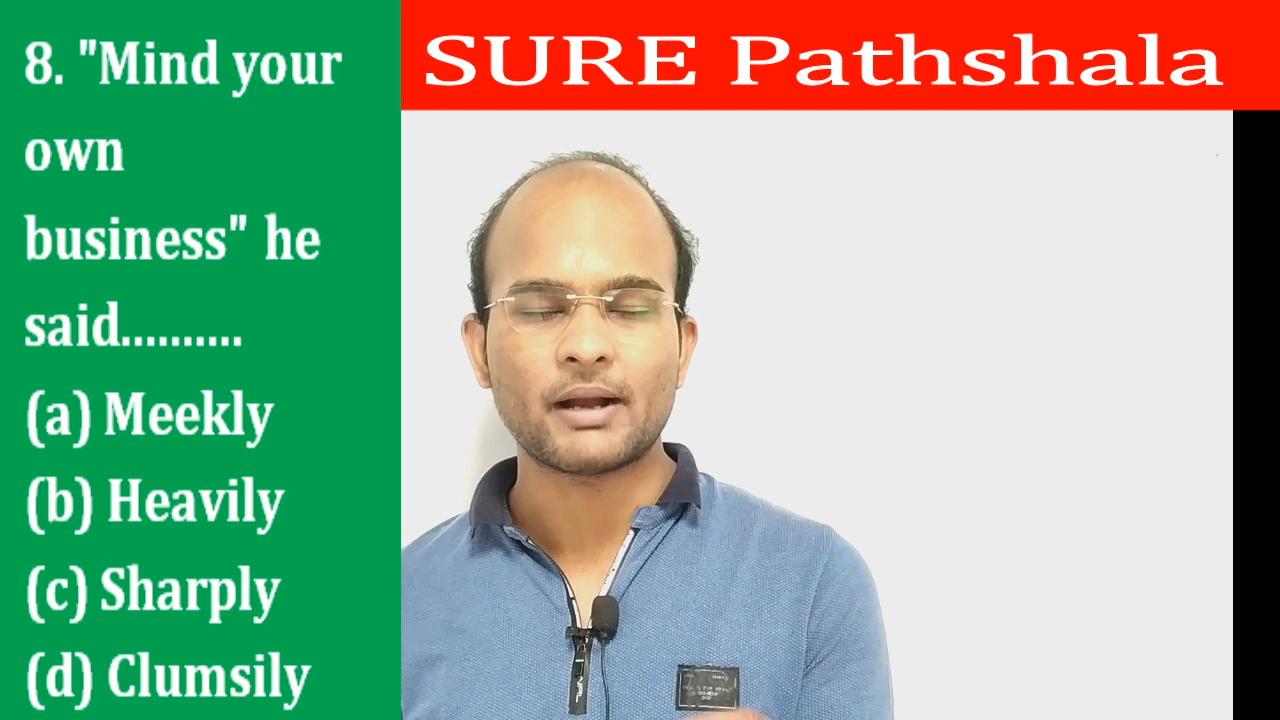 SURE Pathshala
8. "Mind your
own
business" he
said..........
(a) Meekly
(b) Heavily
(c) Sharply
(d) Clumsily